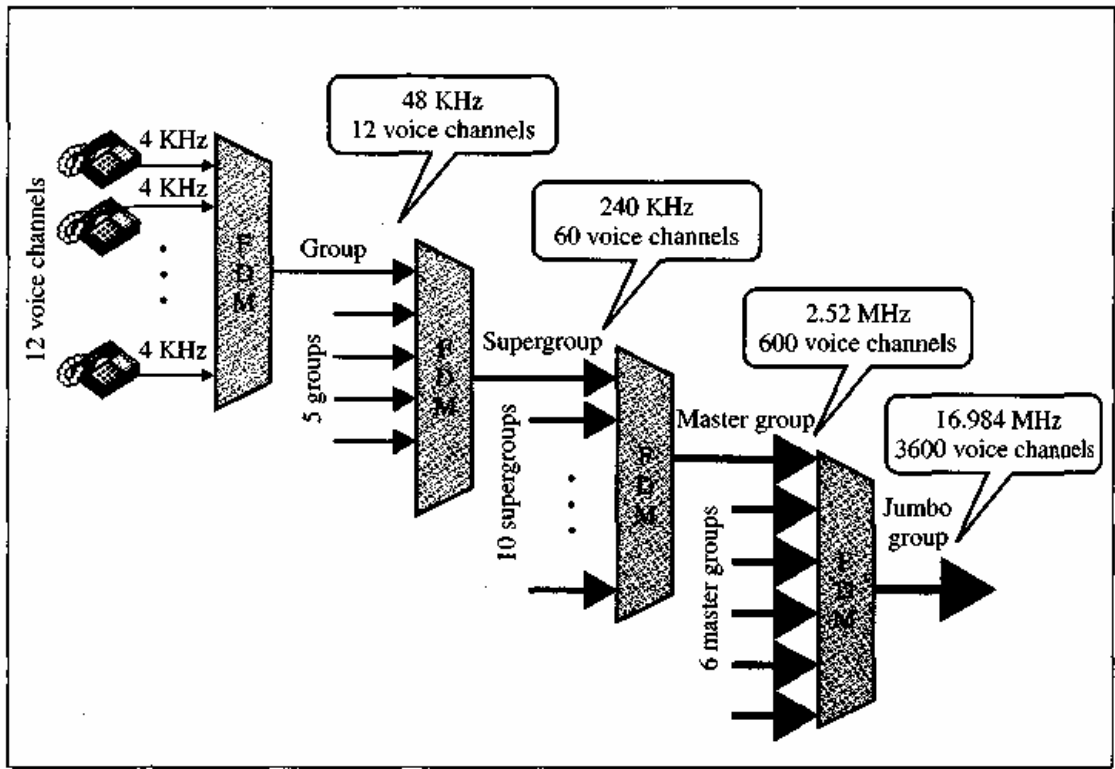 48 KHz
12 voice channels
4 KHz
4 KHz
4 KHz
12 voice channels
F
D
M
Group
240 KHz
60 voice channels
5 groups
F
D
M
Supergroup
2.52 MHz
600 voice channels
10 supergroups
F
D
M
Master group
16.984 MHz
3600 voice channels
6 master groups
F
D
M
Jumbo
group